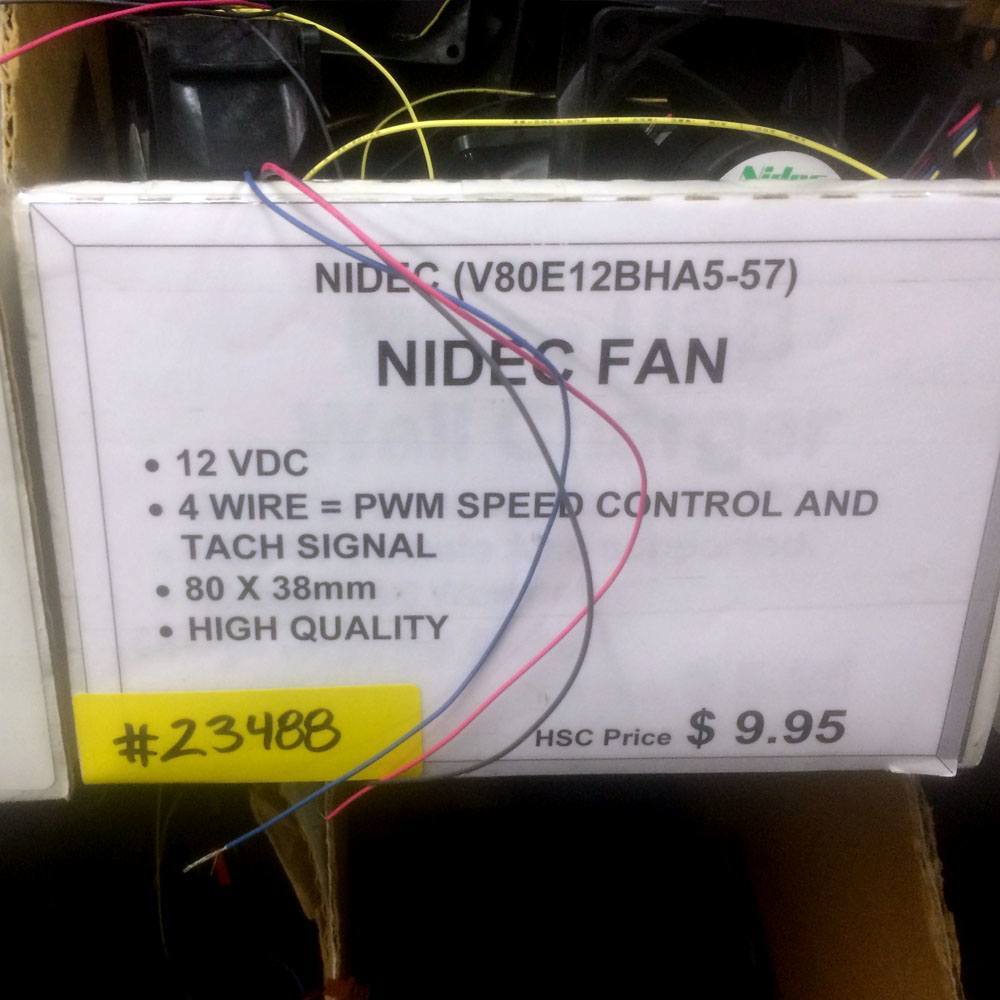 Nidec
NIDEC (V80E12BHA5-57)
NIDEC FAN
• 12 VDC
• 4 WIRE = PWM SPEED CONTROL AND
TACH SIGNAL
• 80 X 38mm
• HIGH QUALITY
#23488
HSC Price $ 9.95